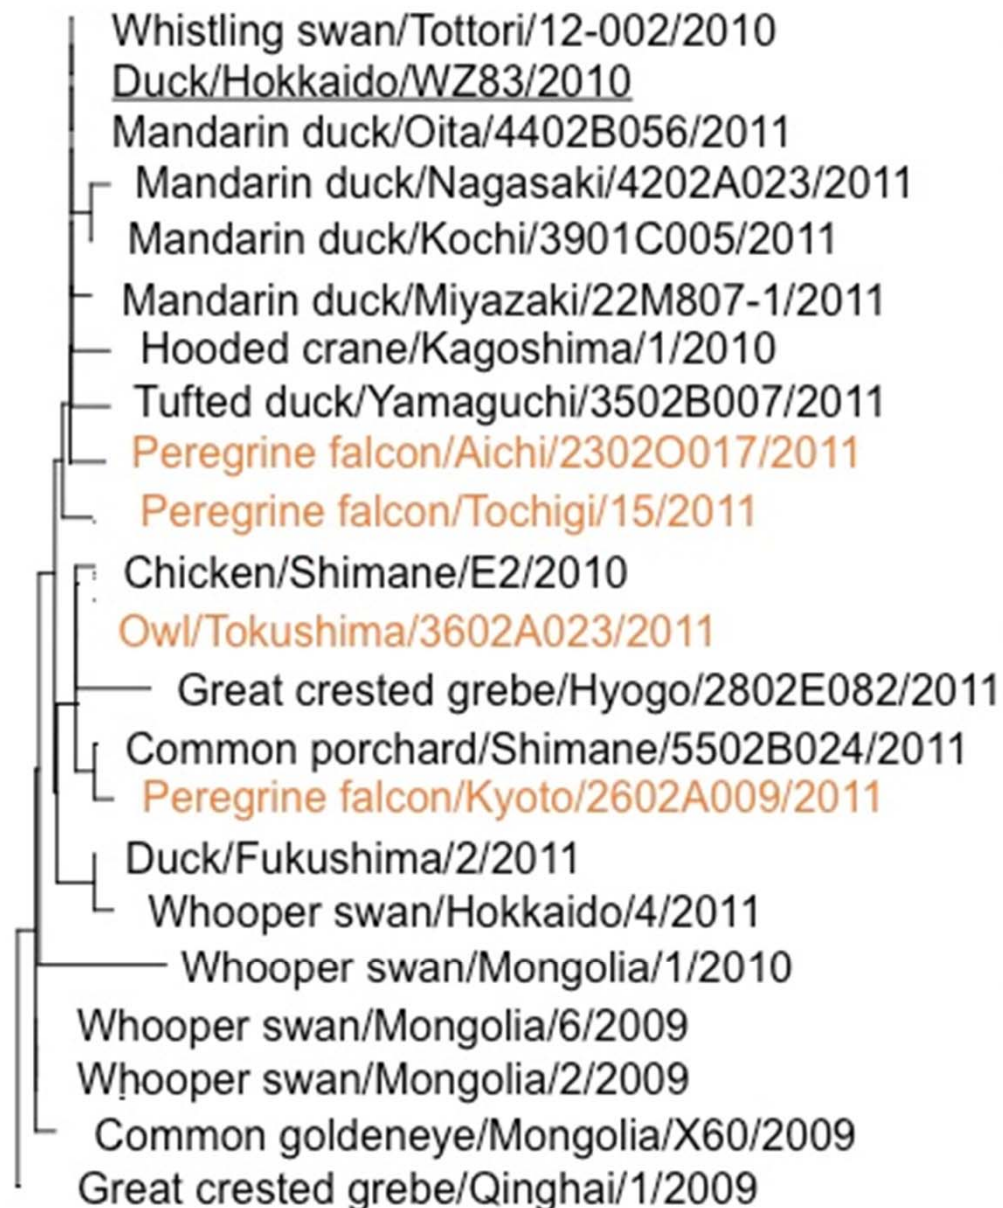 Whistling swan/Tottori/12-002/2010
Duck/Hokkaido/WZ83/2010
Mandarin duck/Oita/4402B056/2011
Mandarin duck/Nagasaki/4202A023/2011
Mandarin duck/Kochi/3901C005/2011
Mandarin duck/Miyazaki/22M807-1/2011
Hooded crane/Kagoshima/1/2010
Tufted duck/Yamaguchi/3502B007/2011
Peregrine falcon/Aichi/2302O017/2011
Peregrine falcon/Tochigi/15/2011
Chicken/Shimane/E2/2010
Owl/Tokushima/3602A023/2011
Great crested grebe/Hyogo/2802E082/2011
Common porchard/Shimane/5502B024/2011
Peregrine falcon/Kyoto/2602A009/2011
Duck/Fukushima/2/2011
Whooper swan/Hokkaido/4/2011
Whooper swan/Mongolia/1/2010
Whooper swan/Mongolia/6/2009
Whooper swan/Mongolia/2/2009
Common goldeneye/Mongolia/X60/2009
Great crested grebe/Qinghai/1/2009